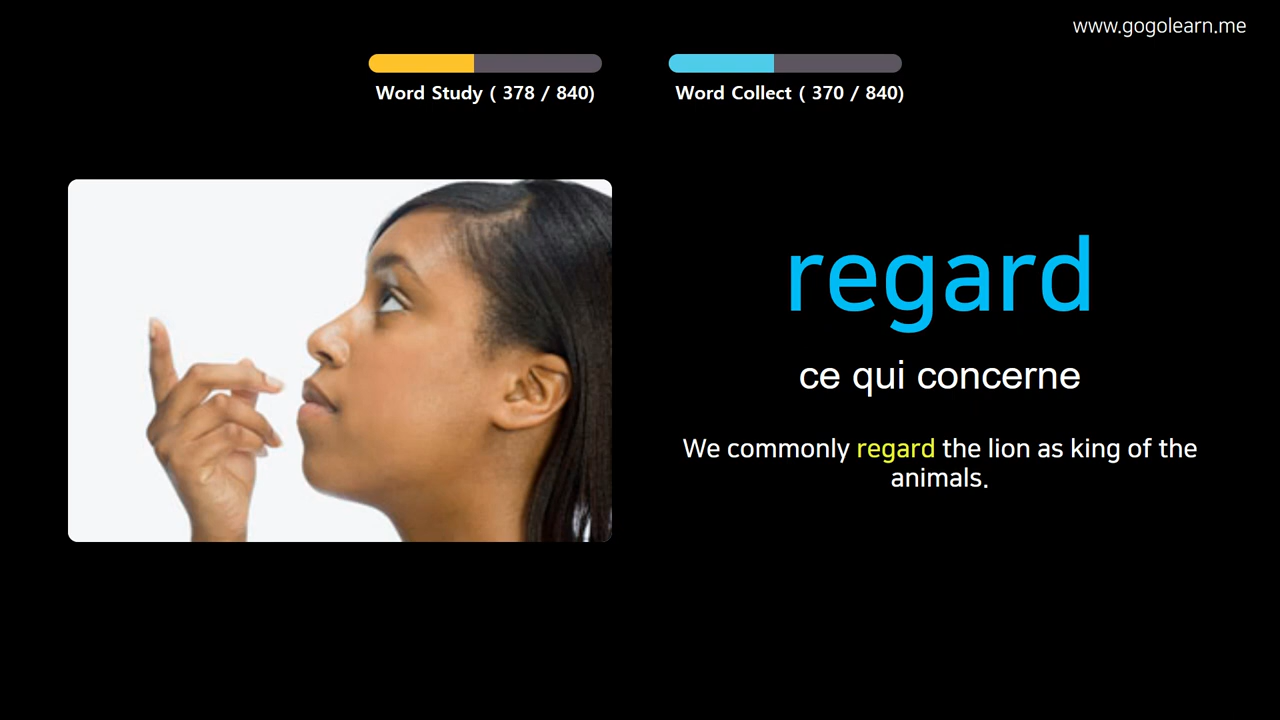 www.gogolearn.me
Word Study ( 378 / 840)
Word Collect ( 370 / 840)
regard
ce qui concerne
We commonly regard the lion as king of the
animals.